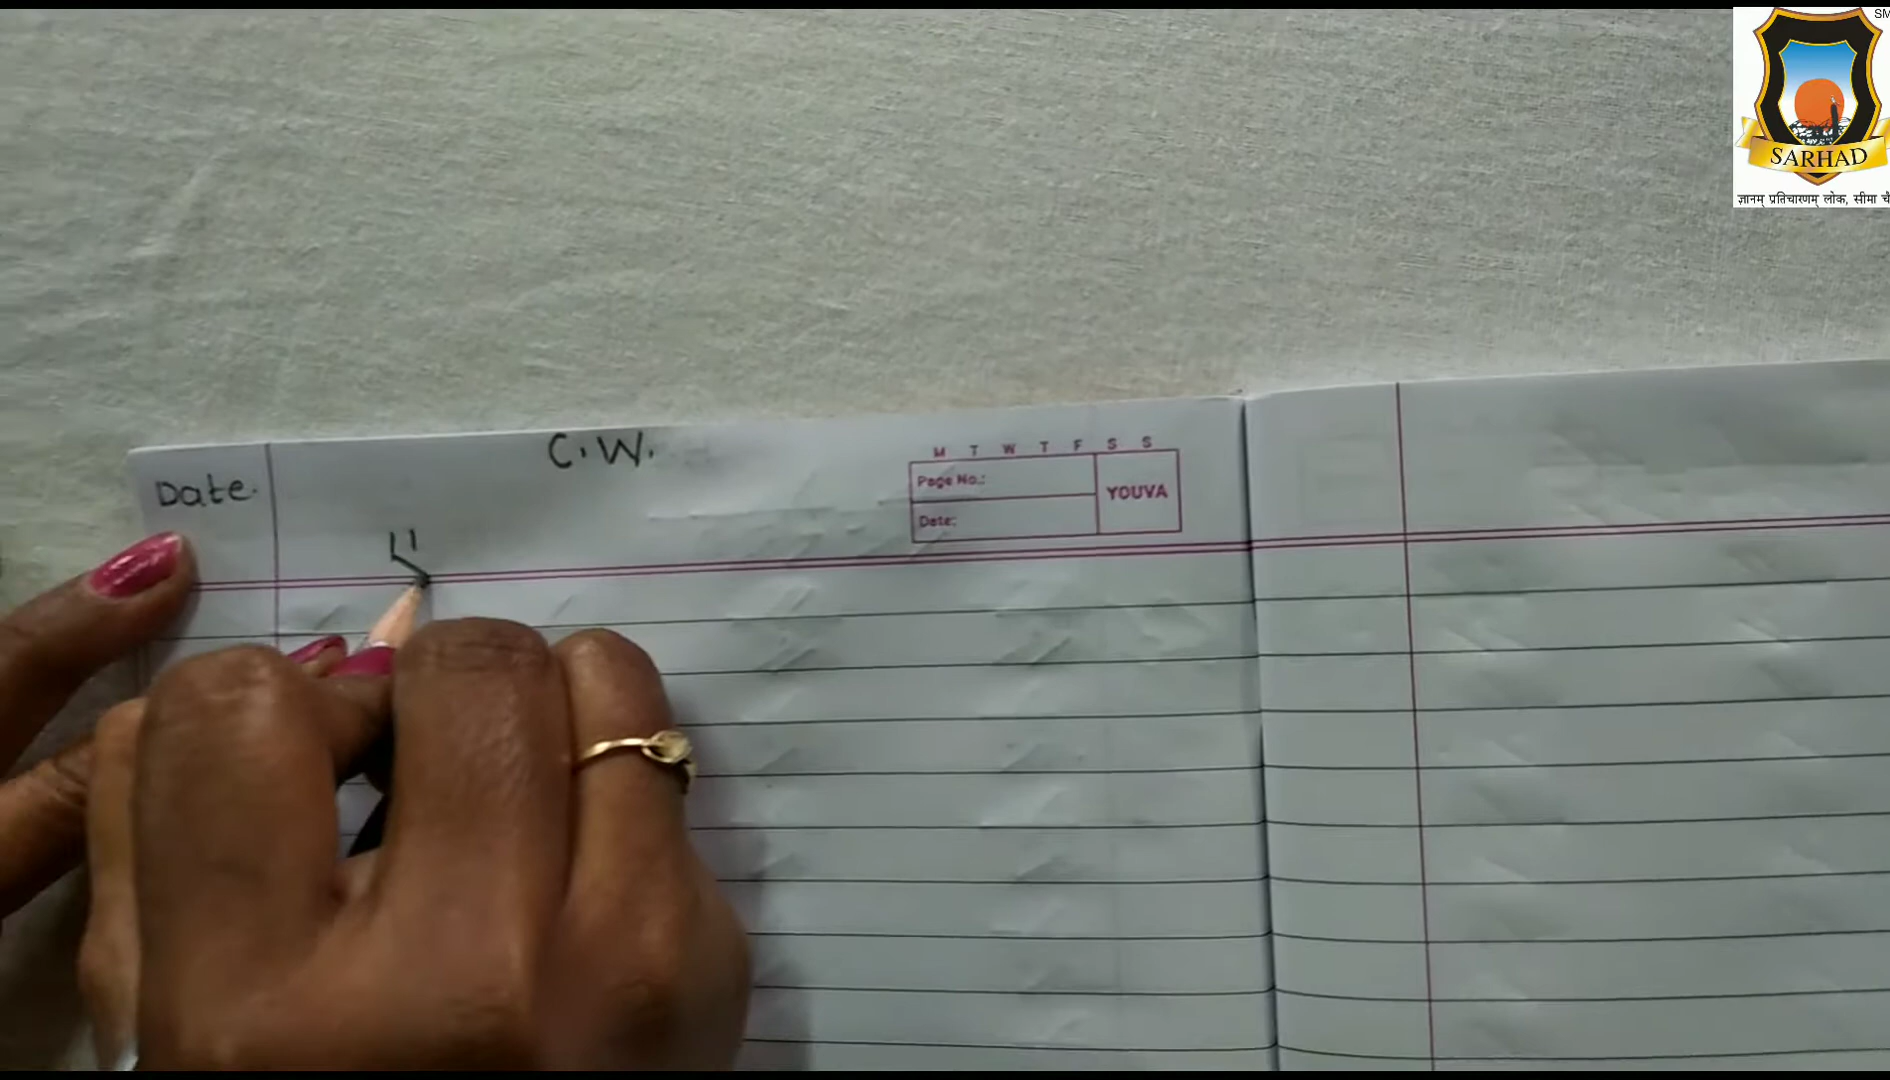 SM
SARHAD
ज्ञानम् प्रतिचारणम् लोक, सीमा चै
C.W.
Date.
M T W T F S S
Page No.:
YOUVA
Date: